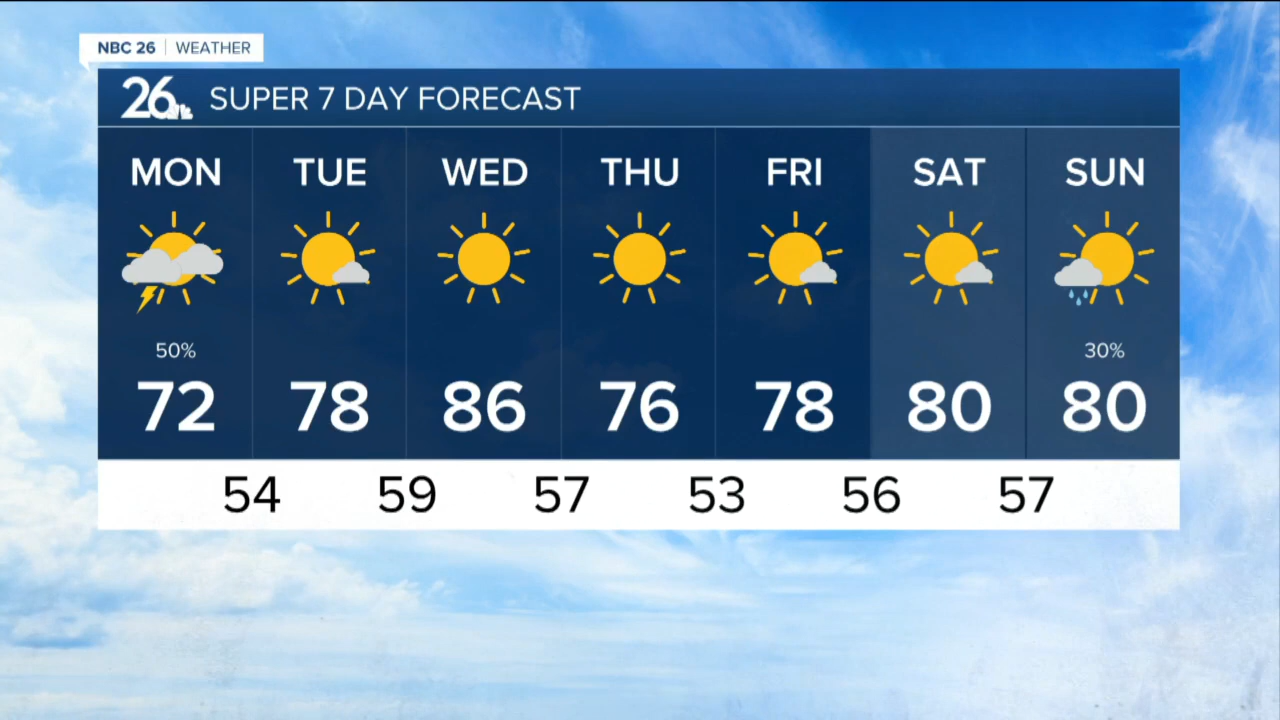 NBC 26 | WEATHER
26 SUPER 7 DAY FORECAST
MON TUE WED THU FRI SAT SUN
50% 30%
72 78 86 76 78 80 80
54 59 57 53 56 57